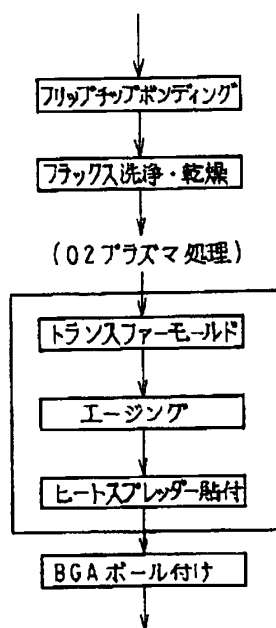 フリップチップボンディング
フラックス洗浄・乾燥
(O2プラズマ処理)
トランスファーモールド
エージング
ヒートスプレッダー貼付
BGAボール付け